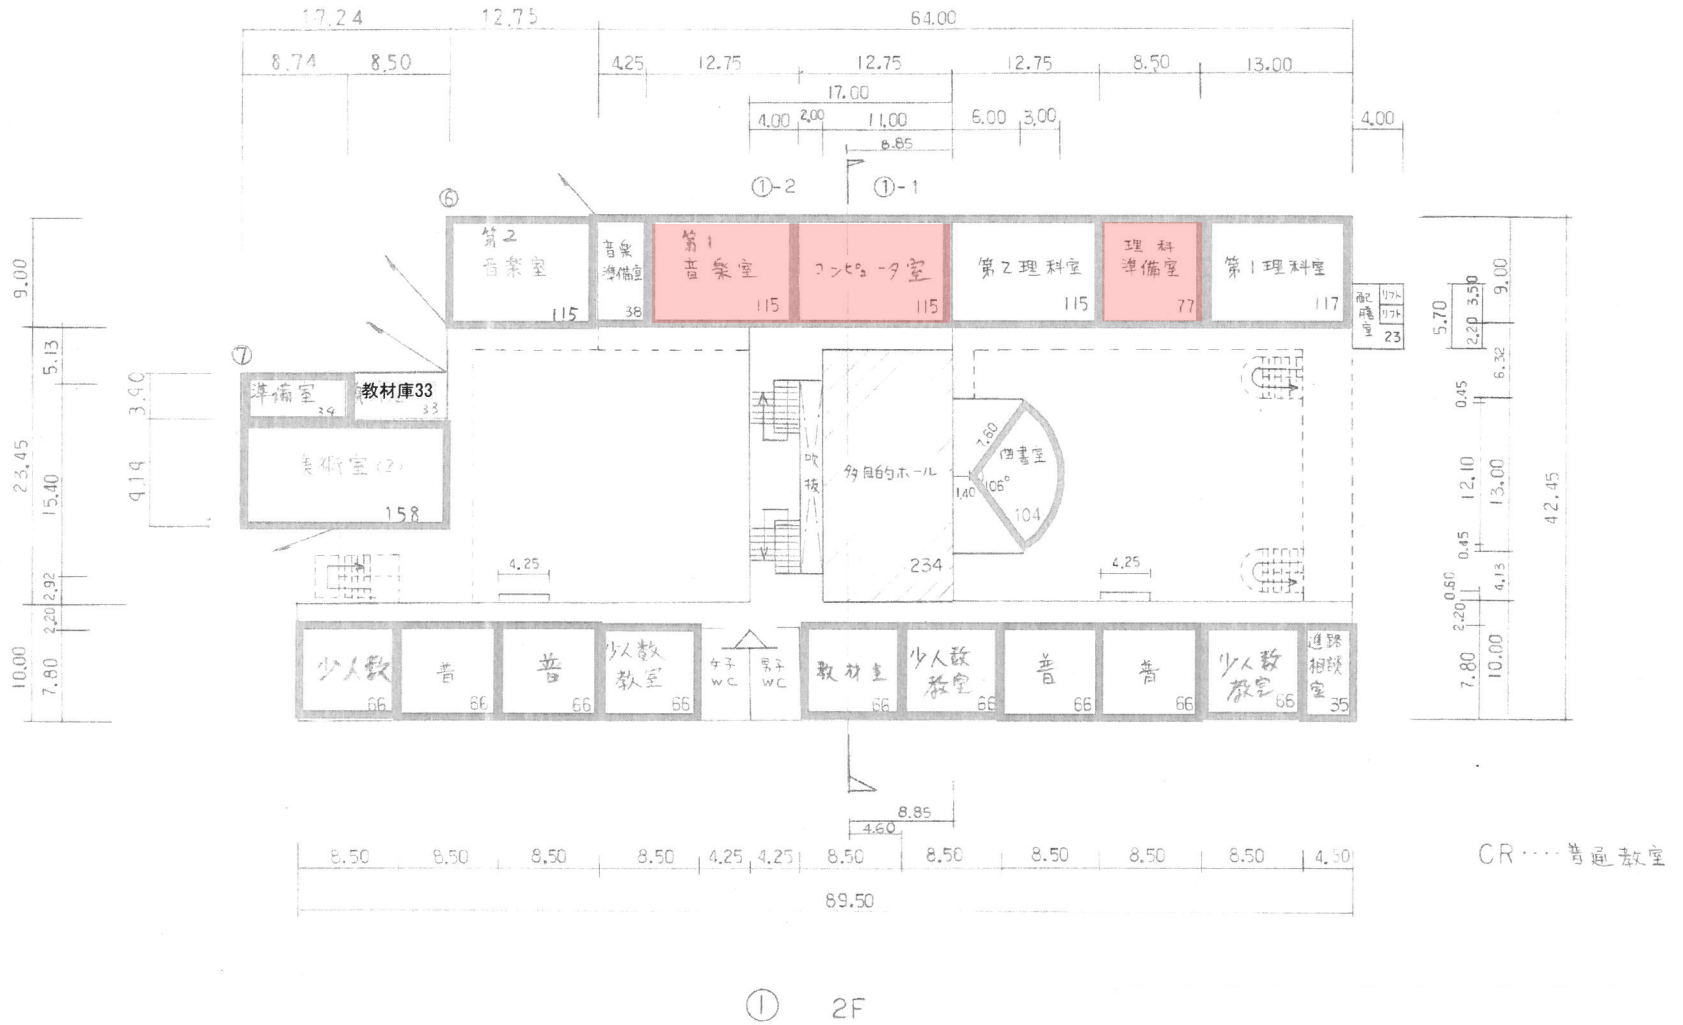 17.24
12.75
64.00
8.74
8.50
4.25
12.75
12.75
12.75
8.50
13.00
17.00
4.00
2.00
11.00
6.00
3.00
4.00
8.85
①-2
①-1
⑥
第2
音楽室
115
音楽
準備室
38
第1
音楽室
115
コンピュータ室
115
第2理科室
115
理科
準備室
77
第1理科室
117
配
膳
室
リフト
リフト
23
9.00
5.13
3.90
23.45
9.19
15.40
2.92
2.20
10.00
7.80
⑦
準備室
34
教材庫33
33
美術室(2)
158
吹
抜
多目的ホール
234
7.60
図書室
1.40
106°
104
4.25
4.25
3.50
9.00
5.70
2.20
6.32
0.45
12.10
13.00
42.45
0.45
4.13
0.60
2.20
7.80
10.00
少人数
66
普
66
普
66
少人数
教室
66
女子
WC
男子
WC
教材室
66
少人数
教室
66
普
66
普
66
少人数
教室
66
進路
相談
室
35
8.85
4.60
8.50
8.50
8.50
8.50
4.25
4.25
8.50
8.50
8.50
8.50
8.50
4.50
89.50
CR‥‥普通教室
① 2F